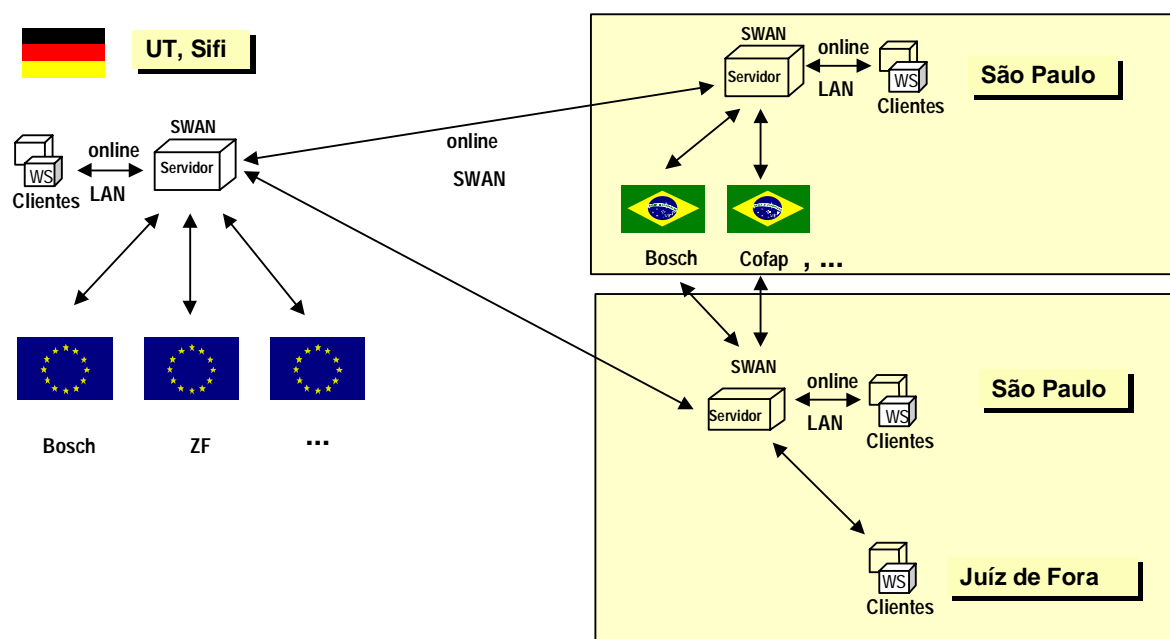 UT, Sifi
SWAN
online
Servidor
LAN
WS
Clientes
São Paulo
SWAN
online
Servidor
LAN
WS
Clientes
online
SWAN
Bosch
Cofap , ...
Bosch
ZF
...
SWAN
online
Servidor
LAN
WS
Clientes
São Paulo
WS
Clientes
Juíz de Fora